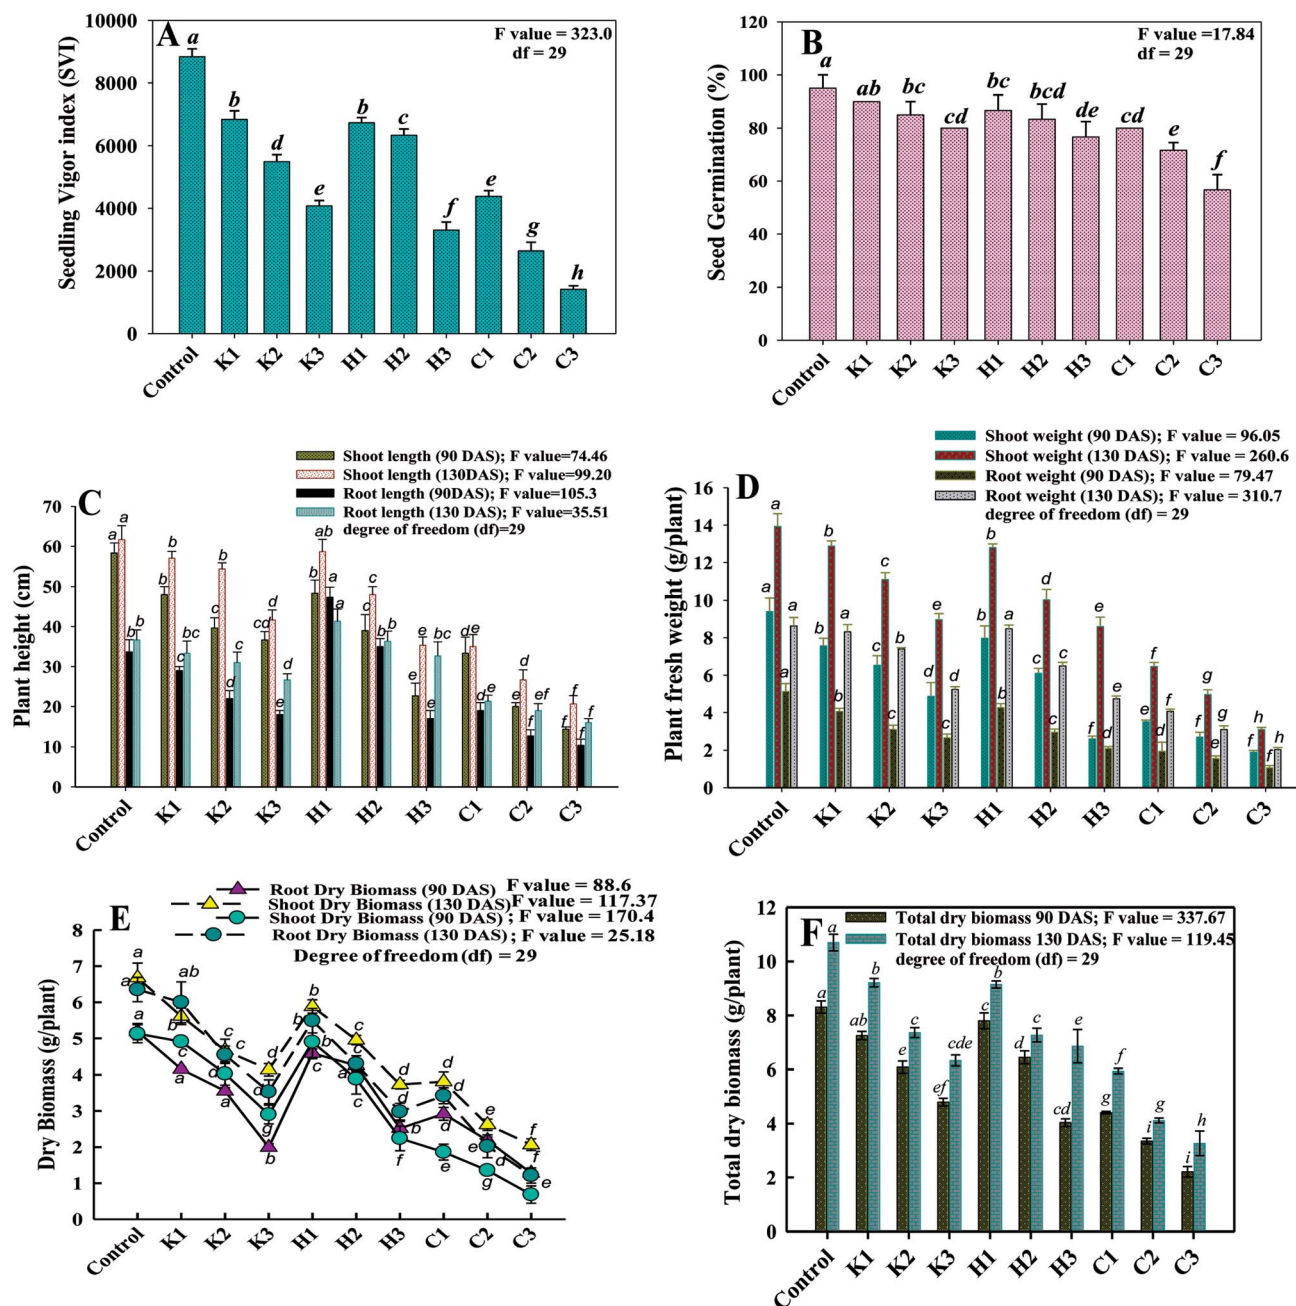 A
F value = 323.0
df = 29
Seedling Vigor index (SVI)
10000
8000
6000
4000
2000
0
a
b
d
e
b
c
f
e
g
h
Control K1 K2 K3 H1 H2 H3 C1 C2 C3
B
F value =17.84
df = 29
Seed Germination (%)
120
100
80
60
40
20
0
a
ab
bc
cd
bc
bcd
de
cd
e
f
Control K1 K2 K3 H1 H2 H3 C1 C2 C3
C
Shoot length (90 DAS); F value=74.46
Shoot length (130DAS); F value=99.20
Root length (90DAS); F value=105.3
Root length (130 DAS); F value=35.51
degree of freedom (df)=29
Plant height (cm)
70
60
50
40
30
20
10
0
a a b b
b b c bc
c b d d
cd c e d
b ab a a
c c b b
e e e bc
d d d e
e e f ef
f f f f
Control K1 K2 K3 H1 H2 H3 C1 C2 C3
D
Shoot weight (90 DAS); F value = 96.05
Shoot weight (130 DAS); F value = 260.6
Root weight (90 DAS); F value = 79.47
Root weight (130 DAS); F value = 310.7
degree of freedom (df) = 29
Plant fresh weight (g/plant)
16
14
12
10
8
6
4
2
0
a a a a
b b b a
c c c b
d e c d
b b b a
c d c c
f e d d
e f d f
f g e g
f h f h
Control K1 K2 K3 H1 H2 H3 C1 C2 C3
E
Root Dry Biomass (90 DAS) F value = 88.6
Shoot Dry Biomass (130 DAS) F value = 117.37
Shoot Dry Biomass (90 DAS) ; F value = 170.4
Root Dry Biomass (130 DAS) ; F value = 25.18
Degree of freedom (df) = 29
Dry Biomass (g/plant)
8
7
6
5
4
3
2
1
0
a a a
ab b c a
c c d a
d d g b
b b b c
c c a c
d d b f
d d d e
e e d g
f f e
Control K1 K2 K3 H1 H2 H3 C1 C2 C3
F
Total dry biomass 90 DAS; F value = 337.67
Total dry biomass 130 DAS; F value = 119.45
degree of freedom (df) = 29
Total dry biomass (g/plant)
12
10
8
6
4
2
0
a a
ab b
e c
ef cde
c b
d c
cd e
g f
i g
i h
Control K1 K2 K3 H1 H2 H3 C1 C2 C3